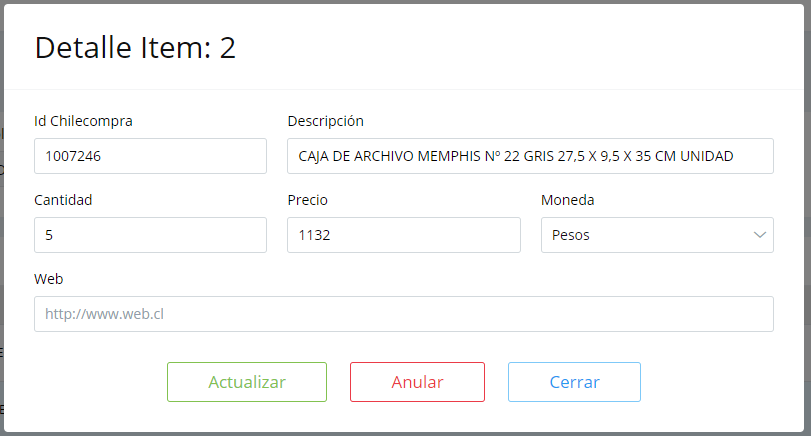 Detalle Item: 2
Id Chilecompra
Descripción
1007246
CAJA DE ARCHIVO MEMPHIS Nº 22 GRIS 27,5 X 9,5 X 35 CM UNIDAD
Cantidad
Precio
Moneda
5
1132
Pesos
Web
http://www.web.cl
Actualizar
Anular
Cerrar